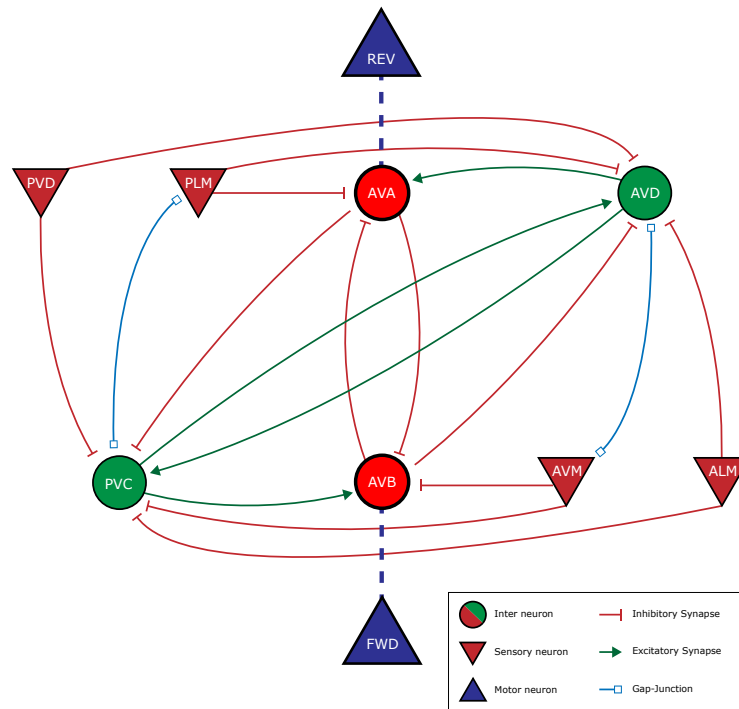 REV
PVD
PLM
AVA
AVD
PVC
AVB
AVM
ALM
FWD
Inter neuron
Inhibitory Synapse
Sensory neuron
Excitatory Synapse
Motor neuron
Gap-Junction